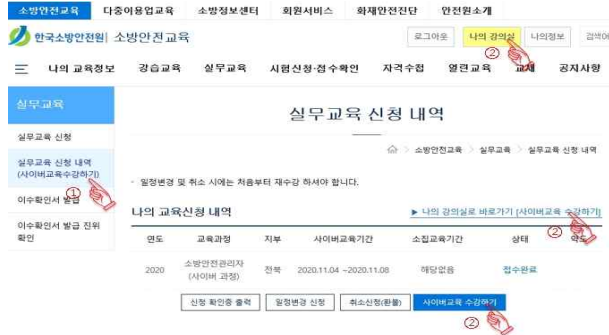 소방안전교육 다중이용업교육 소방정보센터 회원서비스 화재안전진단 안전원소개
한국소방안전원 소방안전교육
로그아웃 나의 강의실 나의정보 검색어
②
나의 교육정보 강습교육 실무교육 시험신청·접수확인 자격수첩 열린교육 교재 공지사항
실무교육
실무교육 신청
실무교육 신청 내역
(사이버교육수강하기)
①
이수확인서 발급
이수확인서 발급 진위
확인
실무교육 신청 내역
소방안전교육 > 실무교육 > 실무교육 신청 내역
- 일정변경 및 취소 시에는 처음부터 재수강 하셔야 합니다.
나의 교육신청 내역
▶ 나의 강의실로 바로가기 [사이버교육 수강하기]
②
연도 교육과정 지부 사이버교육기간 소집교육기간 상태 약도
2020 소방안전관리자 (사이버 과정) 전북 2020.11.04 ~2020.11.08 해당없음 접수완료
신청 확인증 출력 일정변경 신청 취소신청(환불) 사이버교육 수강하기
②